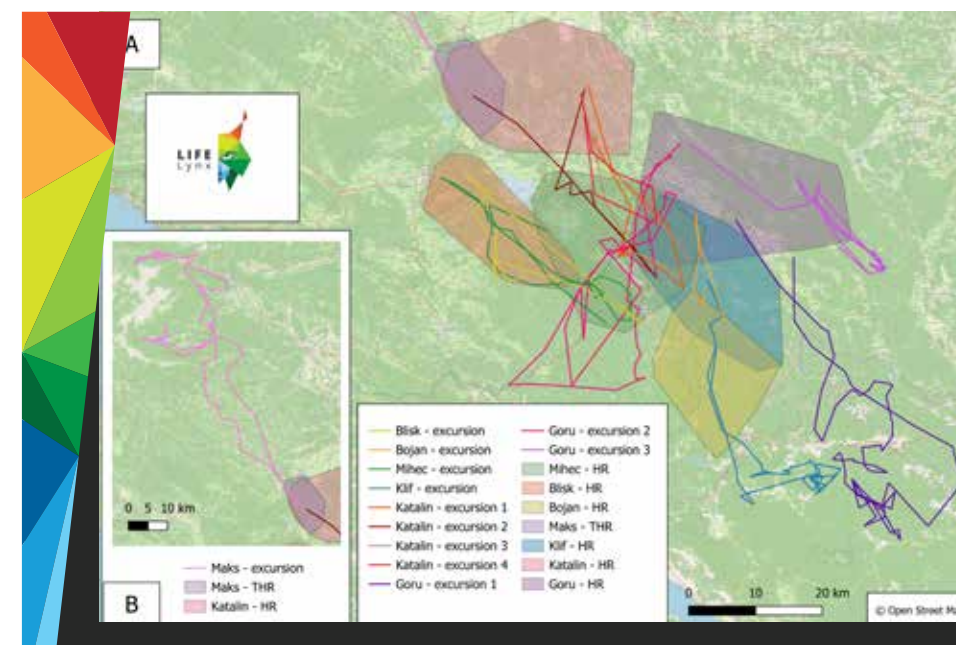 A
LIFE
Lynx
0 5 10 km
Maks - excursion
Maks - THR
Katalin - HR
B
Blisk - excursion
Bojan - excursion
Mihec - excursion
Klif - excursion
Katalin - excursion 1
Katalin - excursion 2
Katalin - excursion 3
Katalin - excursion 4
Goru - excursion 1
Goru - excursion 2
Goru - excursion 3
Mihec - HR
Blisk - HR
Bojan - HR
Maks - THR
Klif - HR
Katalin - HR
Goru - HR
0 10 20 km
© Open Street Ma